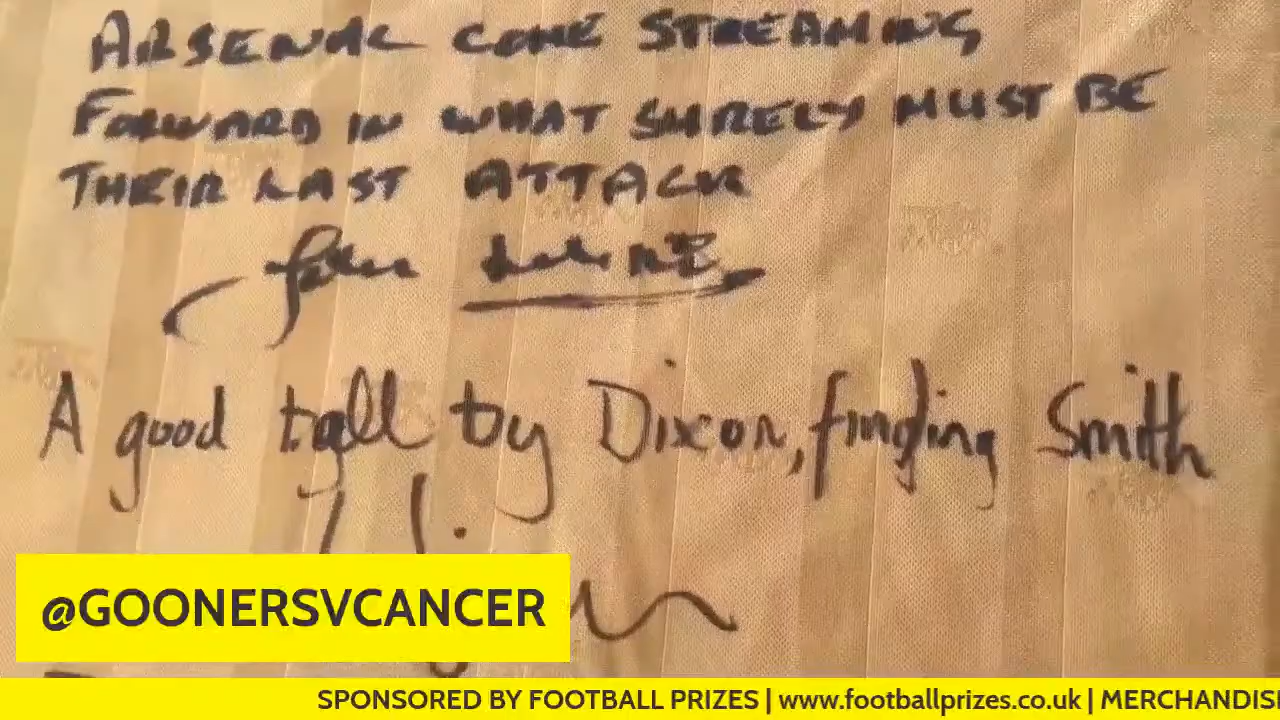 ARSENAL COME STREAMING
FORWARD IN WHAT SURELY MUST BE
THEIR LAST ATTACK
A good ball by Dixon, finding Smith
@GOONERSVCANCER
SPONSORED BY FOOTBALL PRIZES | www.footballprizes.co.uk | MERCHANDIS